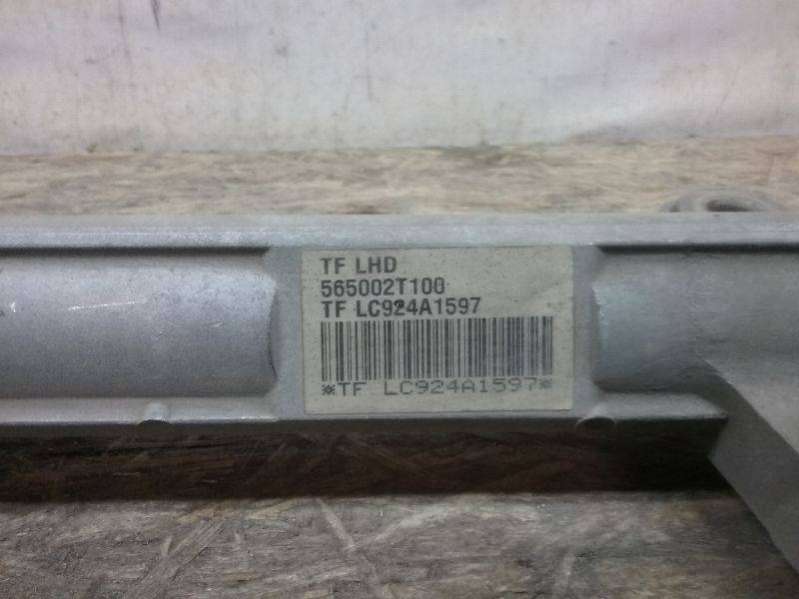 TF LHD
565002T100
TF LC924A1597
*TF LC924A1597*